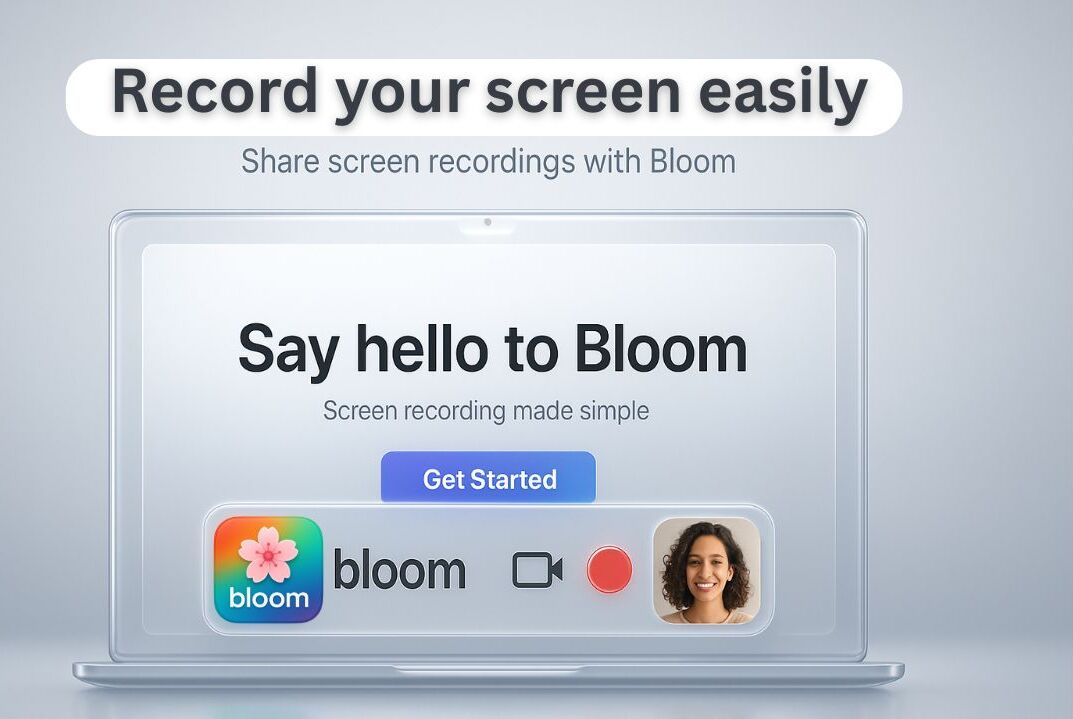 Record your screen easily
Share screen recordings with Bloom
Say hello to Bloom
Screen recording made simple
Get Started
bloom
bloom